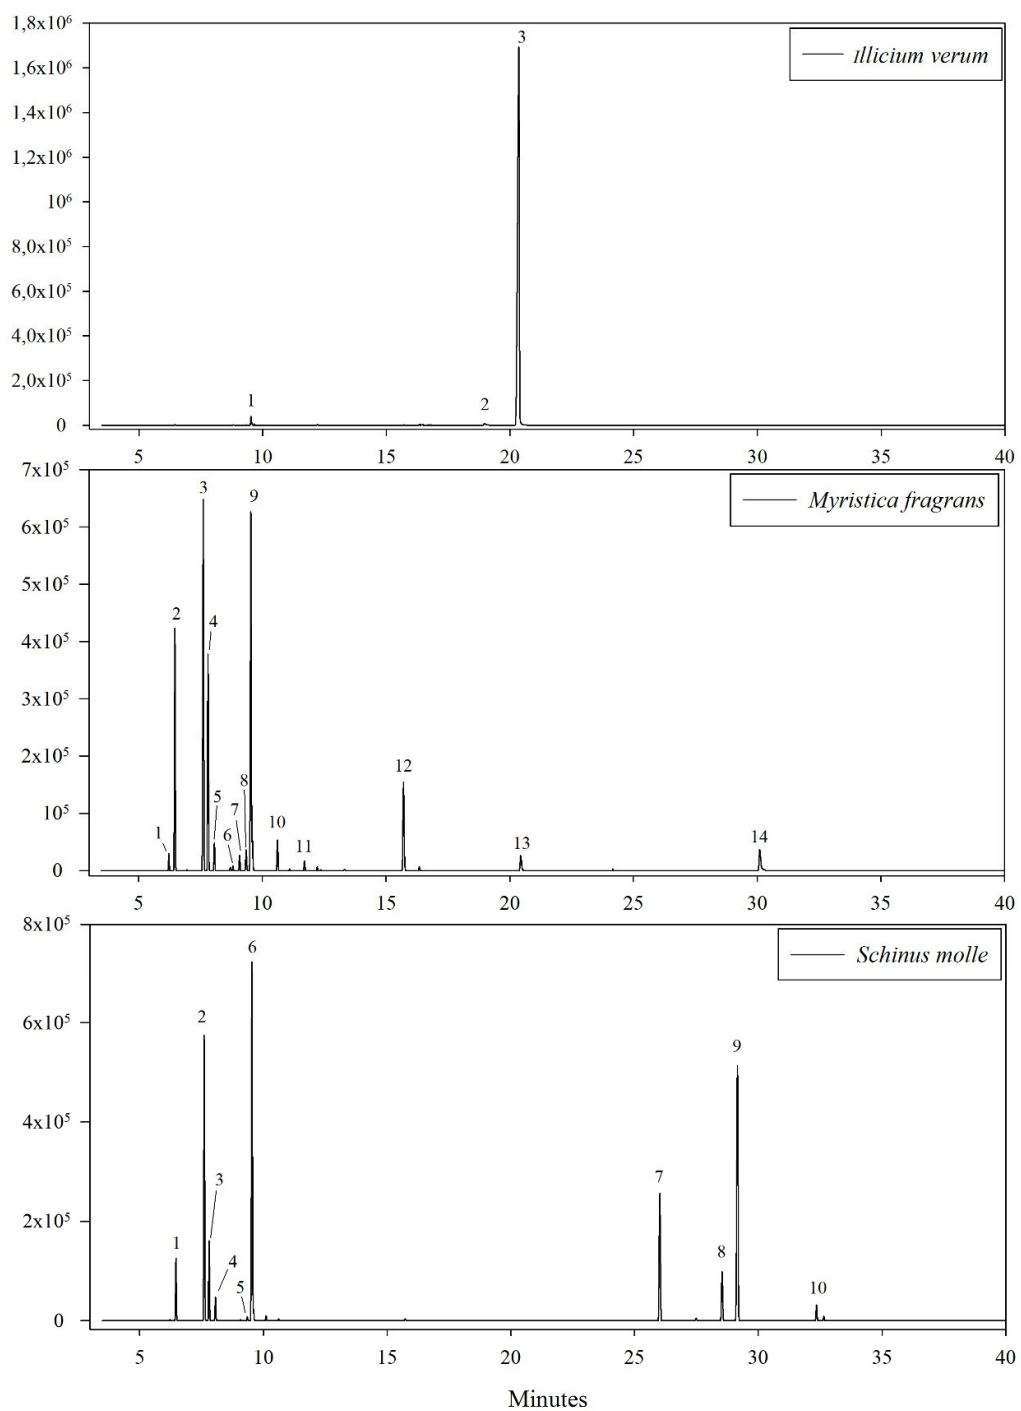 1,8x10⁶
3
Illicium verum
1,6x10⁶
1,4x10⁶
1,2x10⁶
10⁶
8,0x10⁵
6,0x10⁵
4,0x10⁵
2,0x10⁵
1
2
0
5 10 15 20 25 30 35 40
7x10⁵
3
9
Myristica fragrans
6x10⁵
5x10⁵
2
4
4x10⁵
3x10⁵
2x10⁵
12
8
5
10⁵
7
10
1
6
11
13
14
0
5 10 15 20 25 30 35 40
8x10⁵
6
Schinus molle
2
6x10⁵
9
4x10⁵
3
7
2x10⁵
1
8
4
5
10
0
5 10 15 20 25 30 35 40
Minutes